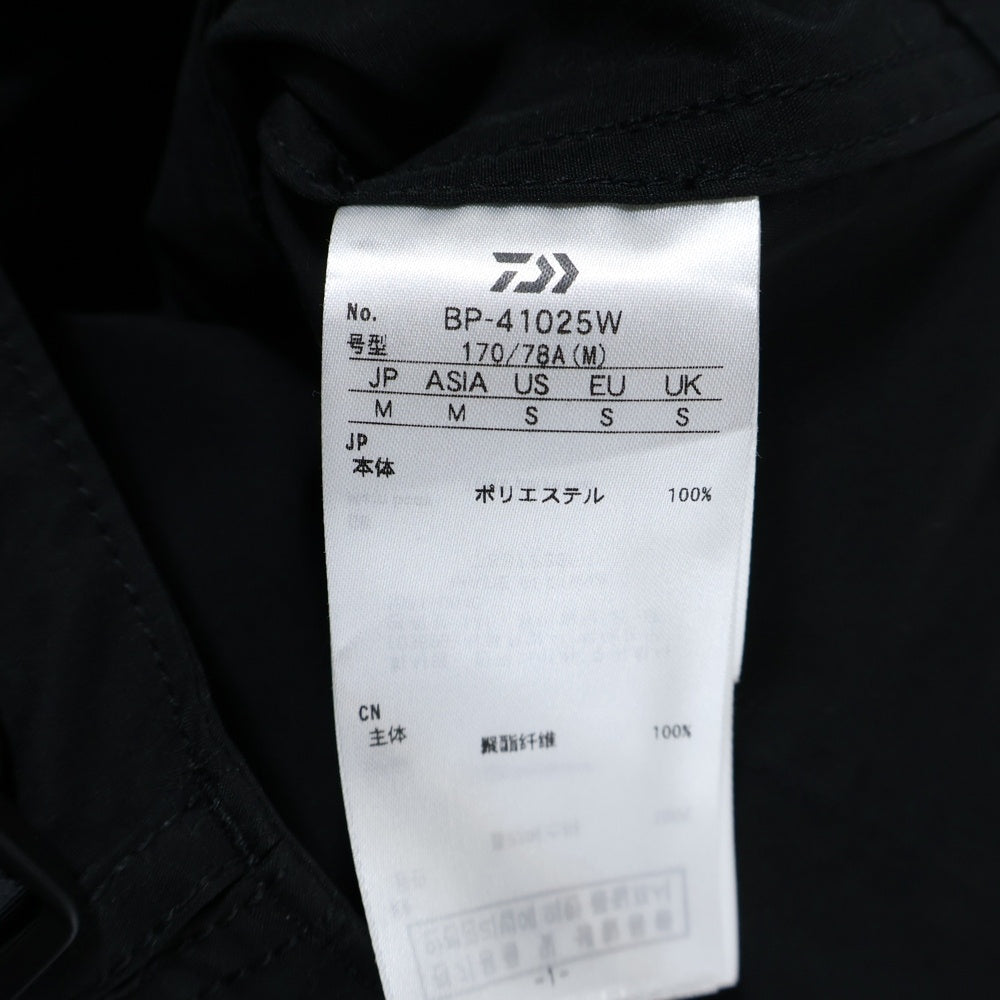 No. BP-41025W
号型 170/78A(M)
JP ASIA US EU UK
M M S S S
JP
本体
ポリエステル 100%
CN
主体
聚酯纤维 100%
-1-